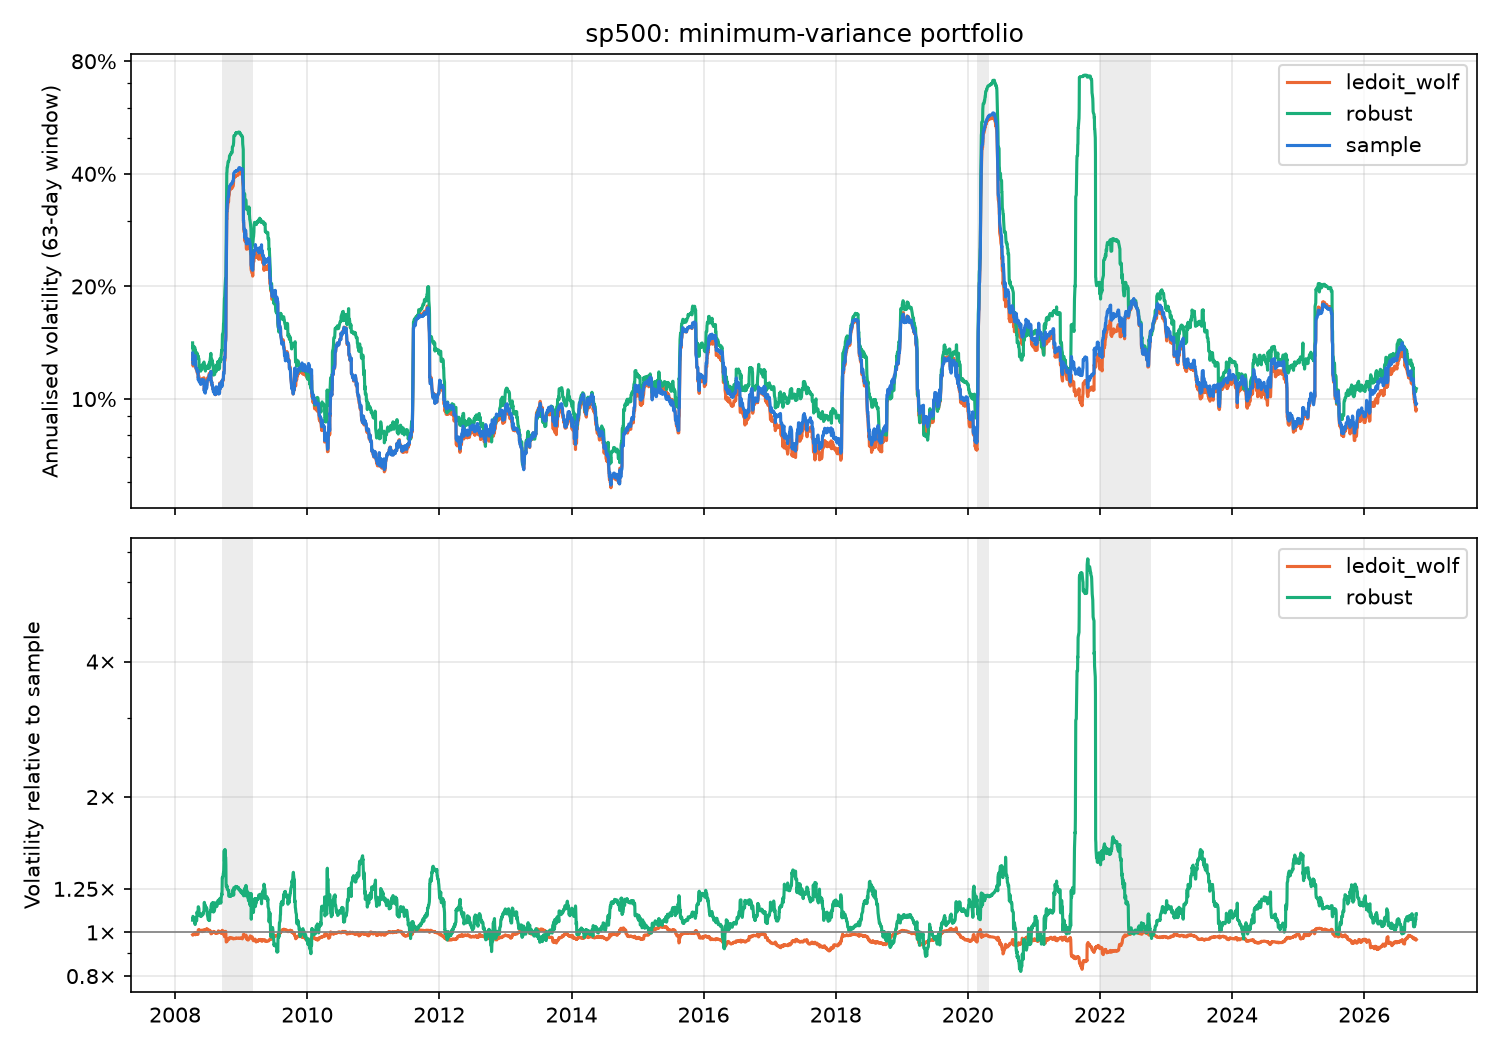 sp500: minimum-variance portfolio
Annualised volatility (63-day window)
80%
40%
20%
10%
ledoit_wolf
robust
sample
Volatility relative to sample
4×
2×
1.25×
1×
0.8×
ledoit_wolf
robust
2008 2010 2012 2014 2016 2018 2020 2022 2024 2026